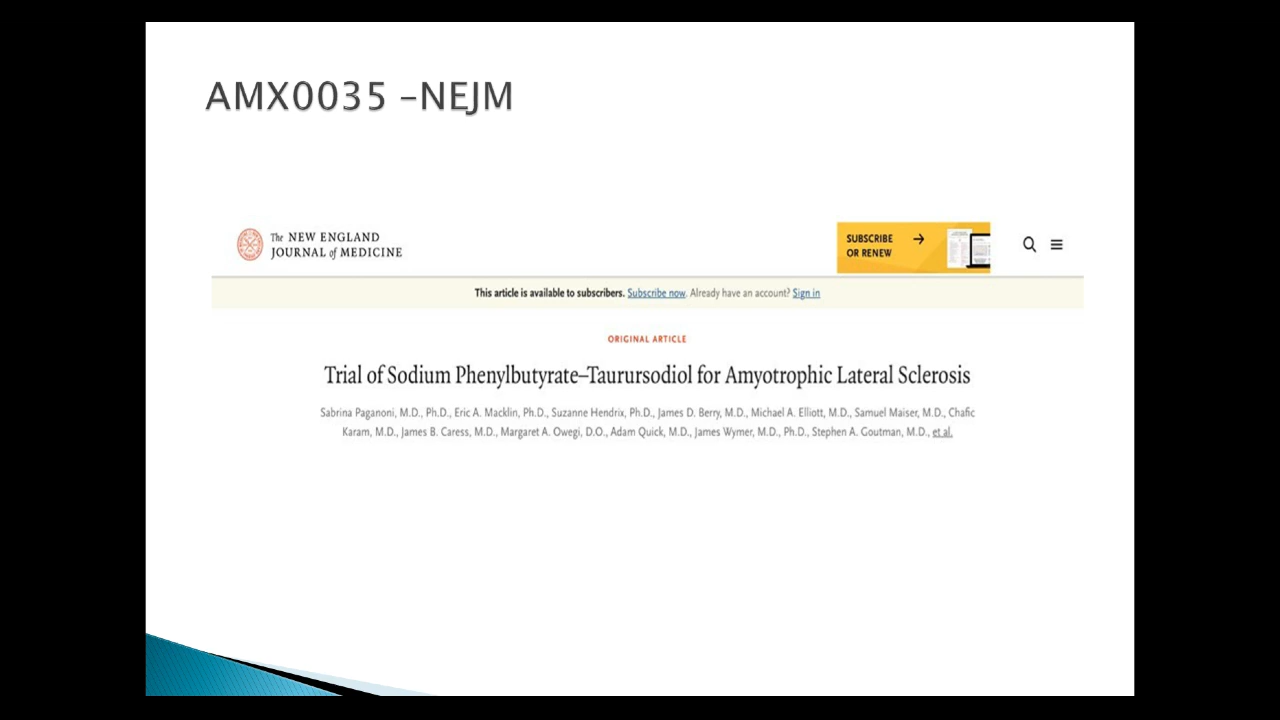 AMX0035 –NEJM
The NEW ENGLAND
JOURNAL of MEDICINE
SUBSCRIBE
OR RENEW
This article is available to subscribers. Subscribe now. Already have an account? Sign in
ORIGINAL ARTICLE
Trial of Sodium Phenylbutyrate–Taurursodiol for Amyotrophic Lateral Sclerosis
Sabrina Paganoni, M.D., Ph.D., Eric A. Macklin, Ph.D., Suzanne Hendrix, Ph.D., James D. Berry, M.D., Michael A. Elliott, M.D., Samuel Maiser, M.D., Chafic
Karam, M.D., James B. Caress, M.D., Margaret A. Owegi, D.O., Adam Quick, M.D., James Wymer, M.D., Ph.D., Stephen A. Goutman, M.D., et al.